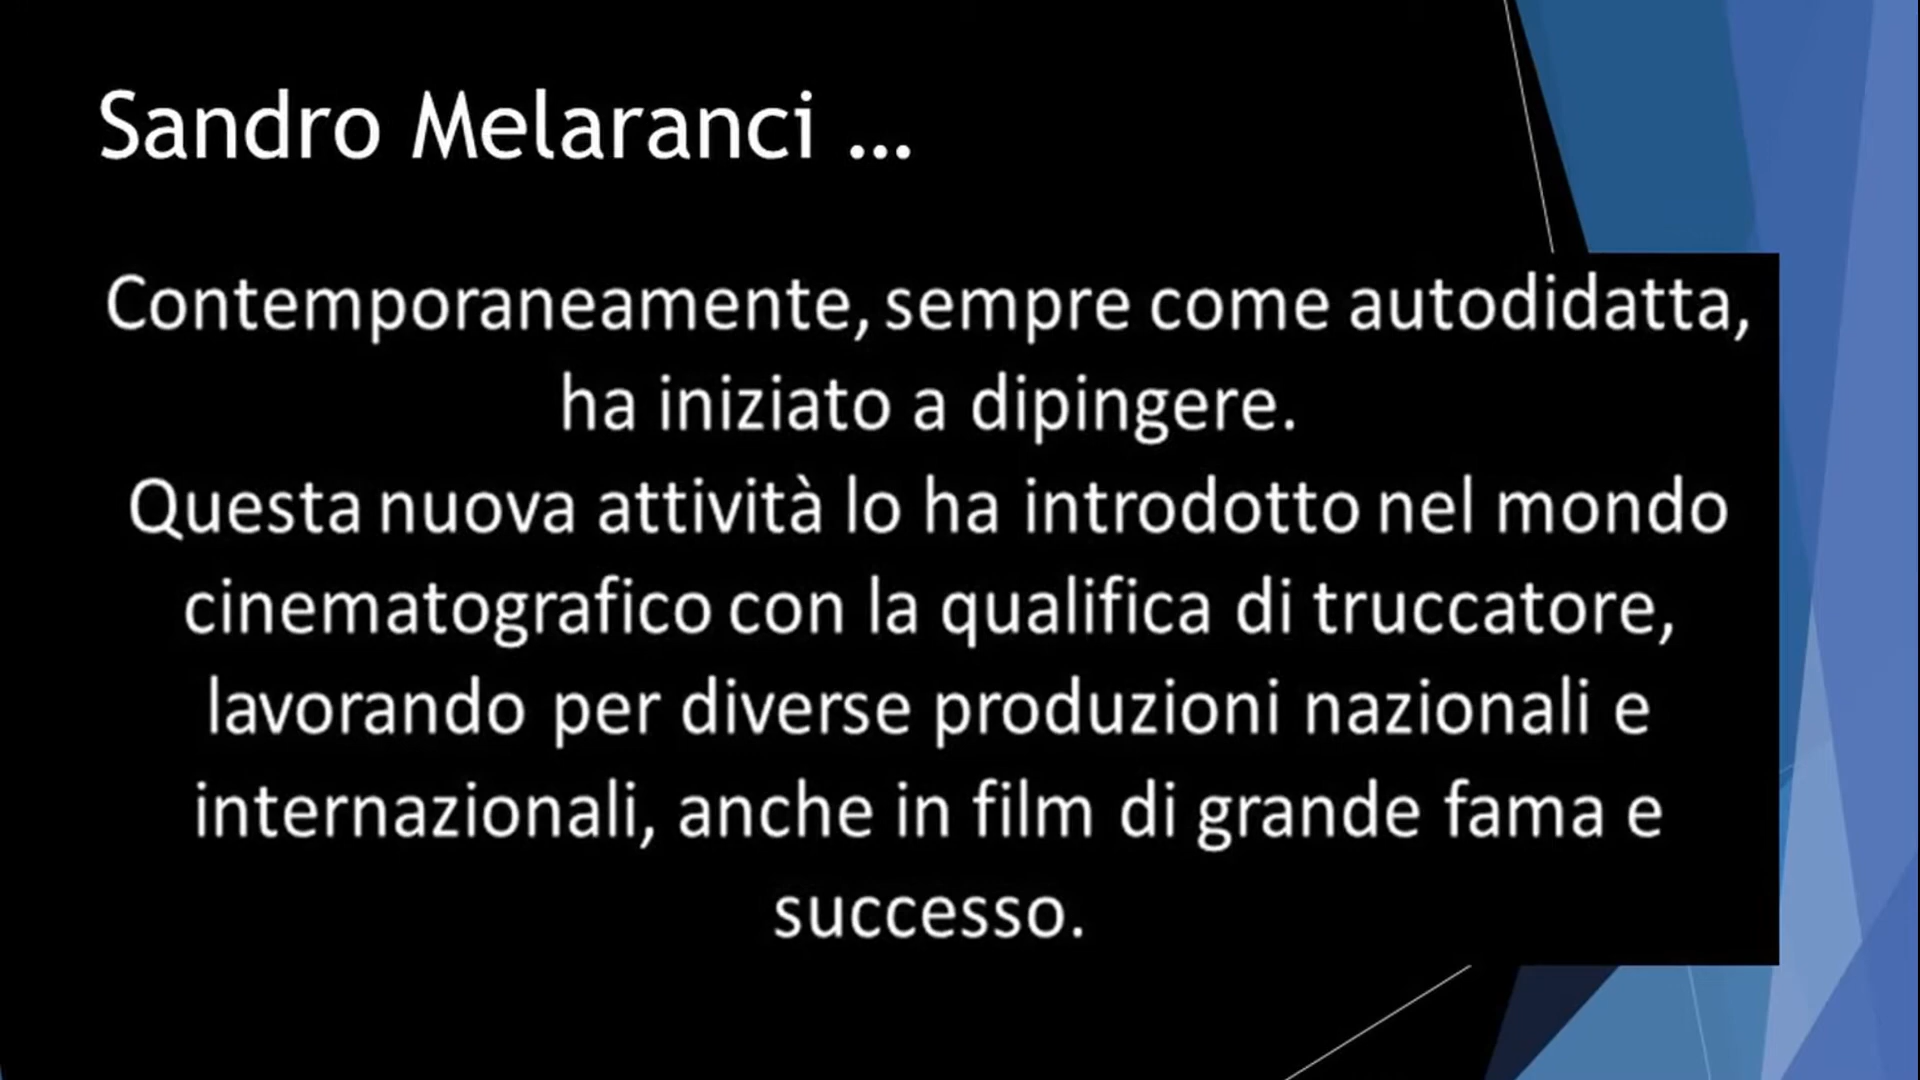 Sandro Melaranci ...
Contemporaneamente, sempre come autodidatta,
ha iniziato a dipingere.
Questa nuova attività lo ha introdotto nel mondo
cinematografico con la qualifica di truccatore,
lavorando per diverse produzioni nazionali e
internazionali, anche in film di grande fama e
successo.